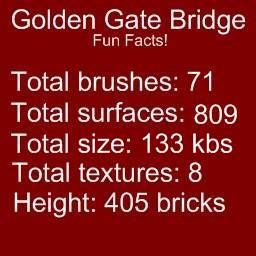 Golden Gate Bridge
Fun Facts!
Total brushes: 71
Total surfaces: 809
Total size: 133 kbs
Total textures: 8
Height: 405 bricks